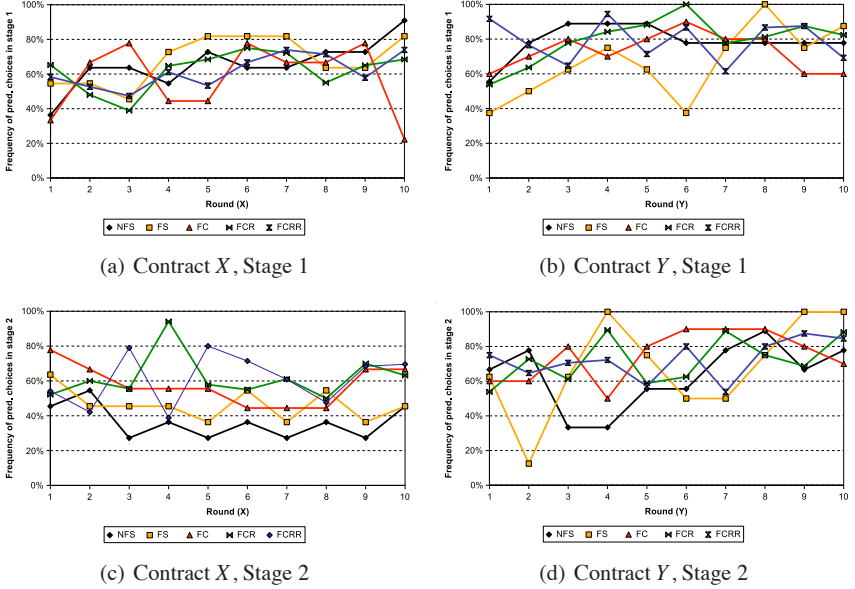 Frequency of pred. choices in stage 1
100%
80%
60%
40%
20%
0%
1 2 3 4 5 6 7 8 9 10
Round (X)
NFS FS FC FCR FCRR
(a) Contract X, Stage 1
Frequency of pred. choices in stage 1
100%
80%
60%
40%
20%
0%
1 2 3 4 5 6 7 8 9 10
Round (Y)
NFS FS FC FCR FCRR
(b) Contract Y, Stage 1
Frequency of pred. choices in stage 2
100%
80%
60%
40%
20%
0%
1 2 3 4 5 6 7 8 9 10
Round (X)
NFS FS FC FCR FCRR
(c) Contract X, Stage 2
Frequency of pred. choices in stage 2
100%
80%
60%
40%
20%
0%
1 2 3 4 5 6 7 8 9 10
Round (Y)
NFS FS FC FCR FCRR
(d) Contract Y, Stage 2